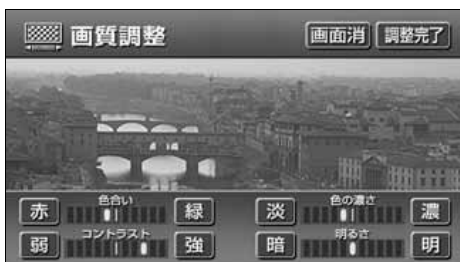 画質調整
画面消 調整完了
赤 色合い 緑
淡 色の濃さ 濃
弱 コントラスト 強
暗 明るさ 明